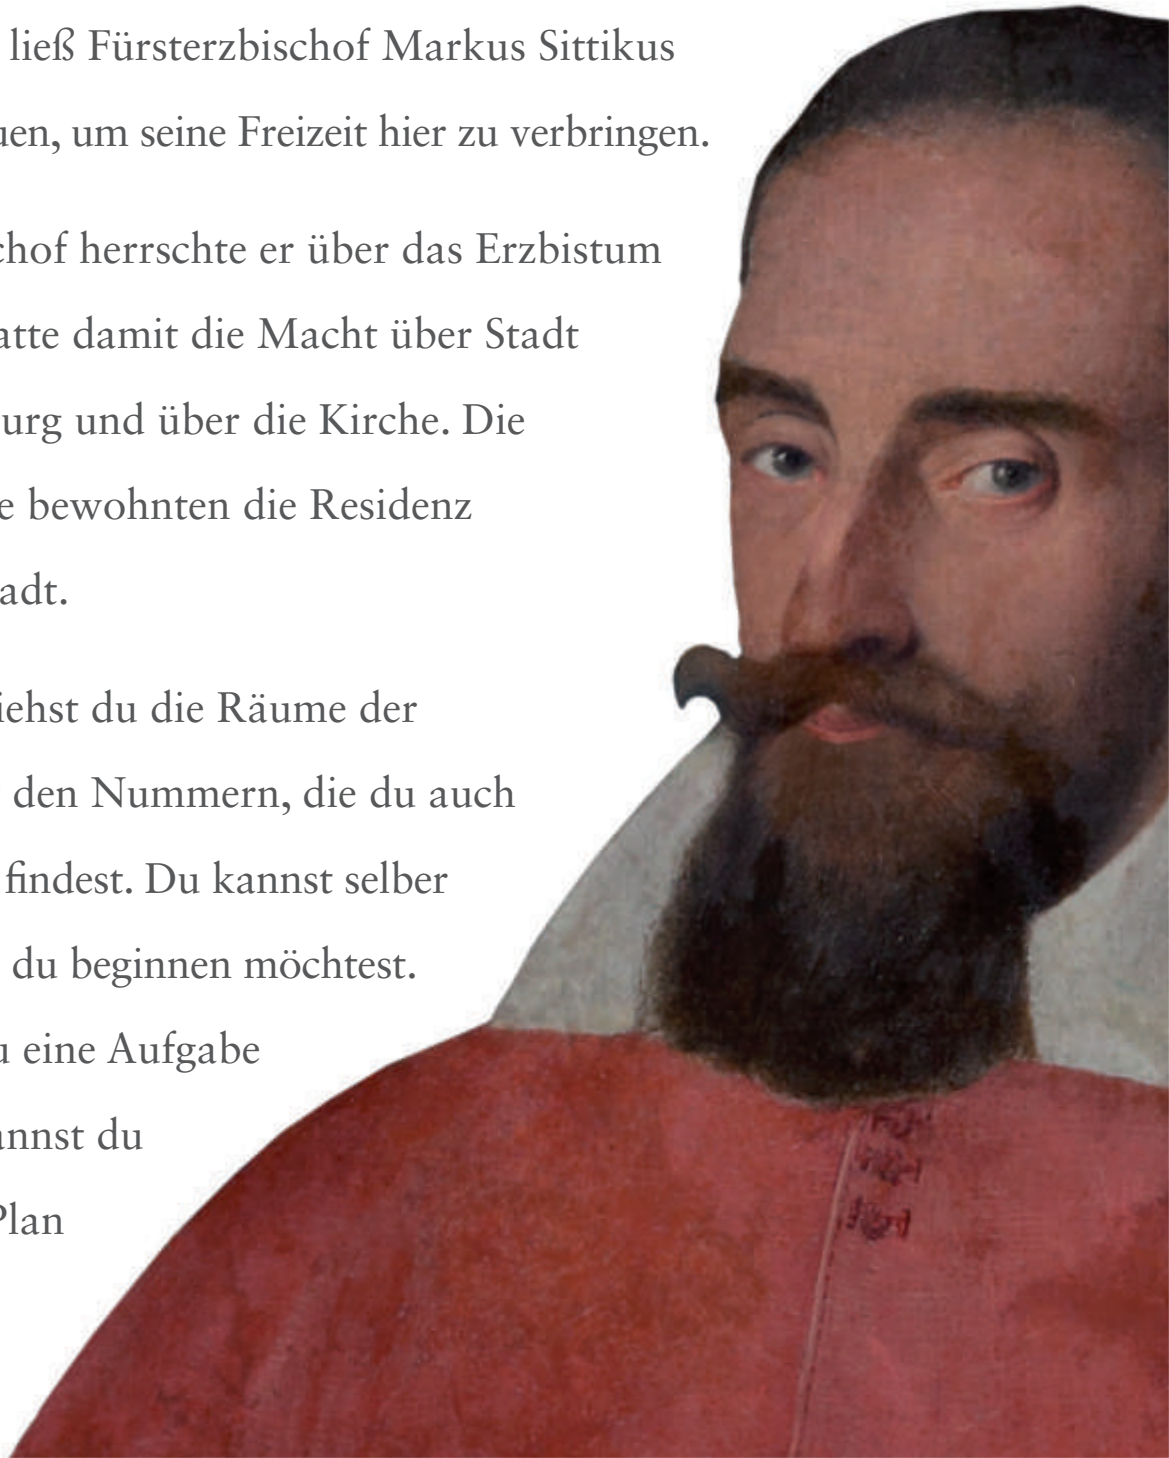 ließ Fürsterzbischof Markus Sittikus
uen, um seine Freizeit hier zu verbringen.
chof herrschte er über das Erzbistum
atte damit die Macht über Stadt
urg und über die Kirche. Die
e bewohnten die Residenz
adt.
iehst du die Räume der
den Nummern, die du auch
findest. Du kannst selber
du beginnen möchtest.
u eine Aufgabe
annst du
Plan